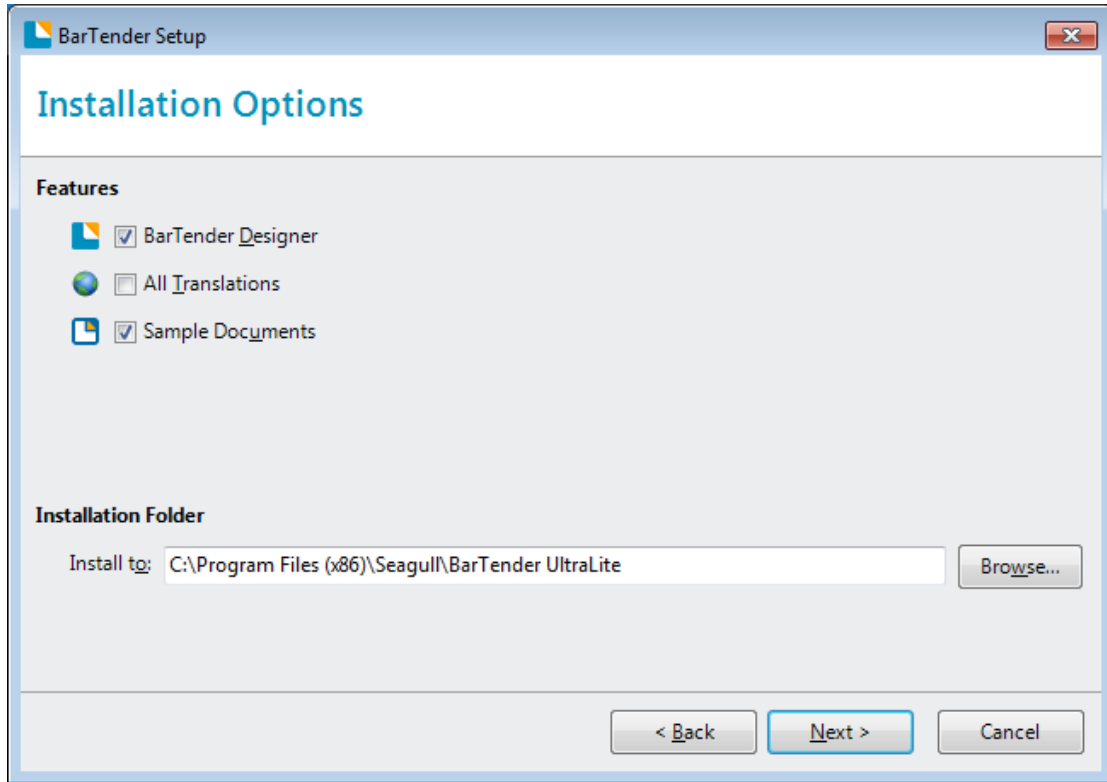 BarTender Setup
Installation Options
Features
BarTender Designer
All Translations
Sample Documents
Installation Folder
Install to: C:\Program Files (x86)\Seagull\BarTender UltraLite Browse...
< Back Next > Cancel